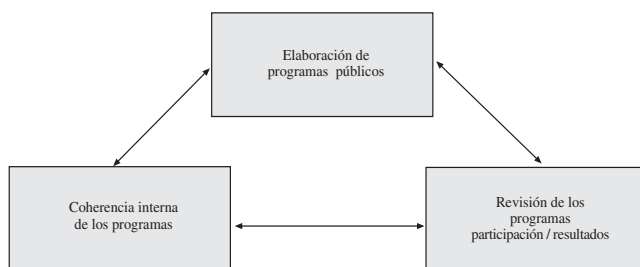 Elaboración de
programas públicos
Coherencia interna
de los programas
Revisión de los
programas
participación / resultados